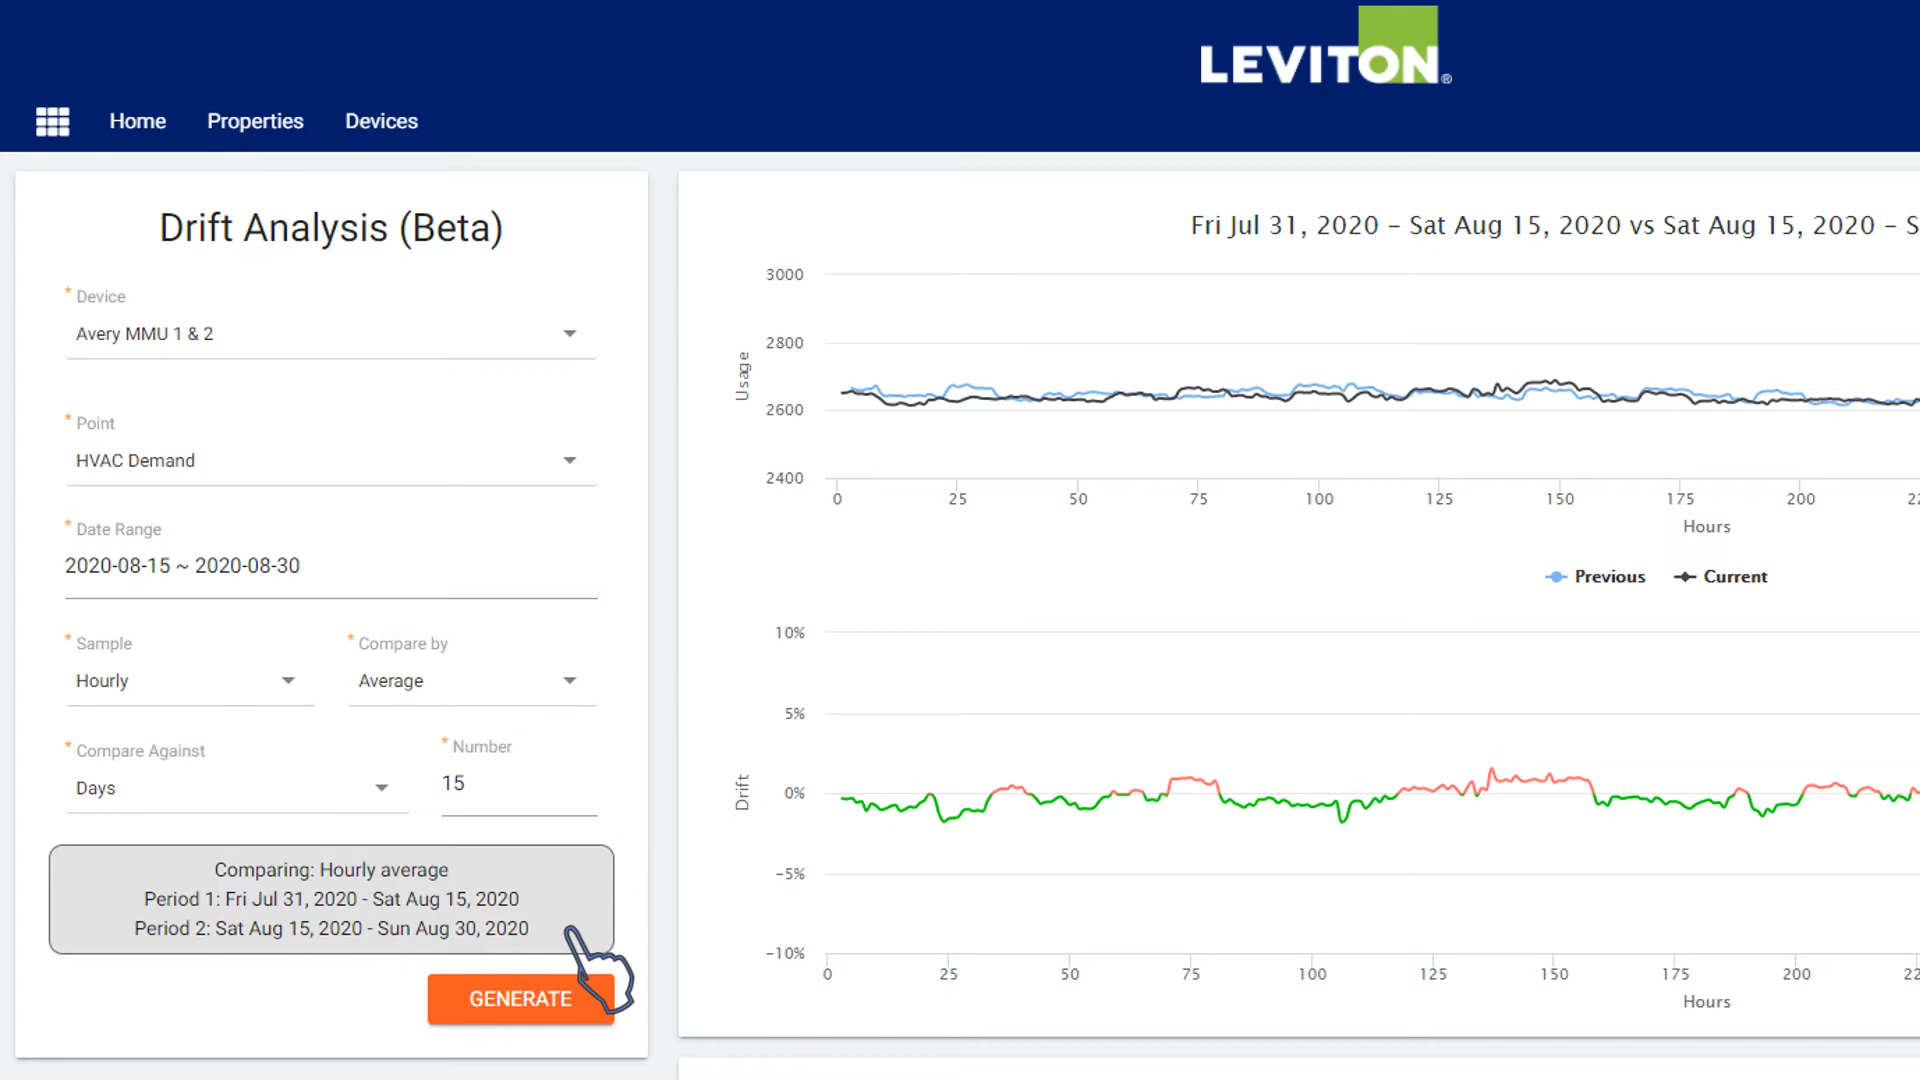 LEVITON®
Home
Properties
Devices
Drift Analysis (Beta)
* Device
Avery MMU 1 & 2
* Point
HVAC Demand
* Date Range
2020-08-15 ~ 2020-08-30
* Sample
* Compare by
Hourly
Average
* Compare Against
* Number
Days
15
Comparing: Hourly average
Period 1: Fri Jul 31, 2020 - Sat Aug 15, 2020
Period 2: Sat Aug 15, 2020 - Sun Aug 30, 2020
GENERATE
Fri Jul 31, 2020 – Sat Aug 15, 2020 vs Sat Aug 15, 2020 – S
Usage
3000
2800
2600
2400
0 25 50 75 100 125 150 175 200
Hours
Previous
Current
Drift
10%
5%
0%
–5%
–10%
0 25 50 75 100 125 150 175 200
Hours